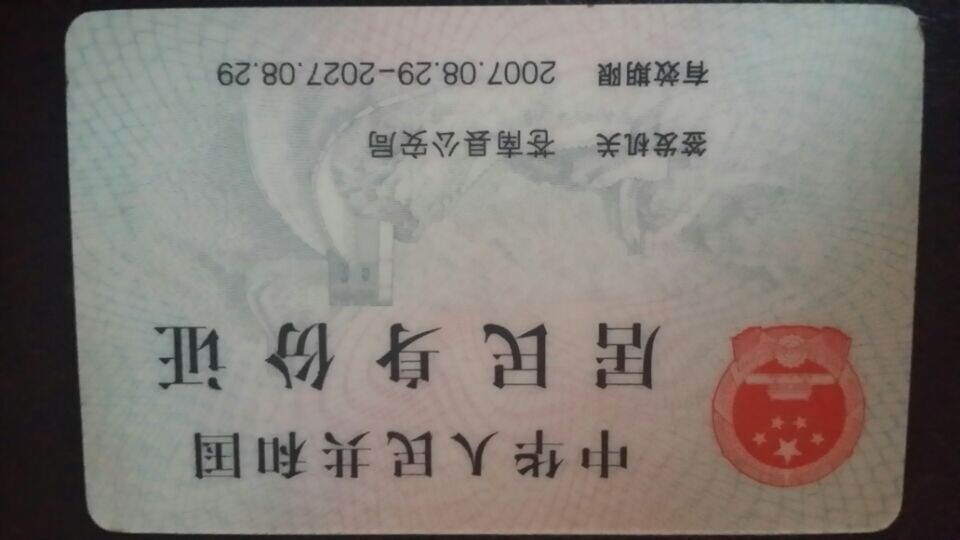 中华人民共和国
居民身份证
签发机关 苍南县公安局
有效期限 2007.08.29-2027.08.29